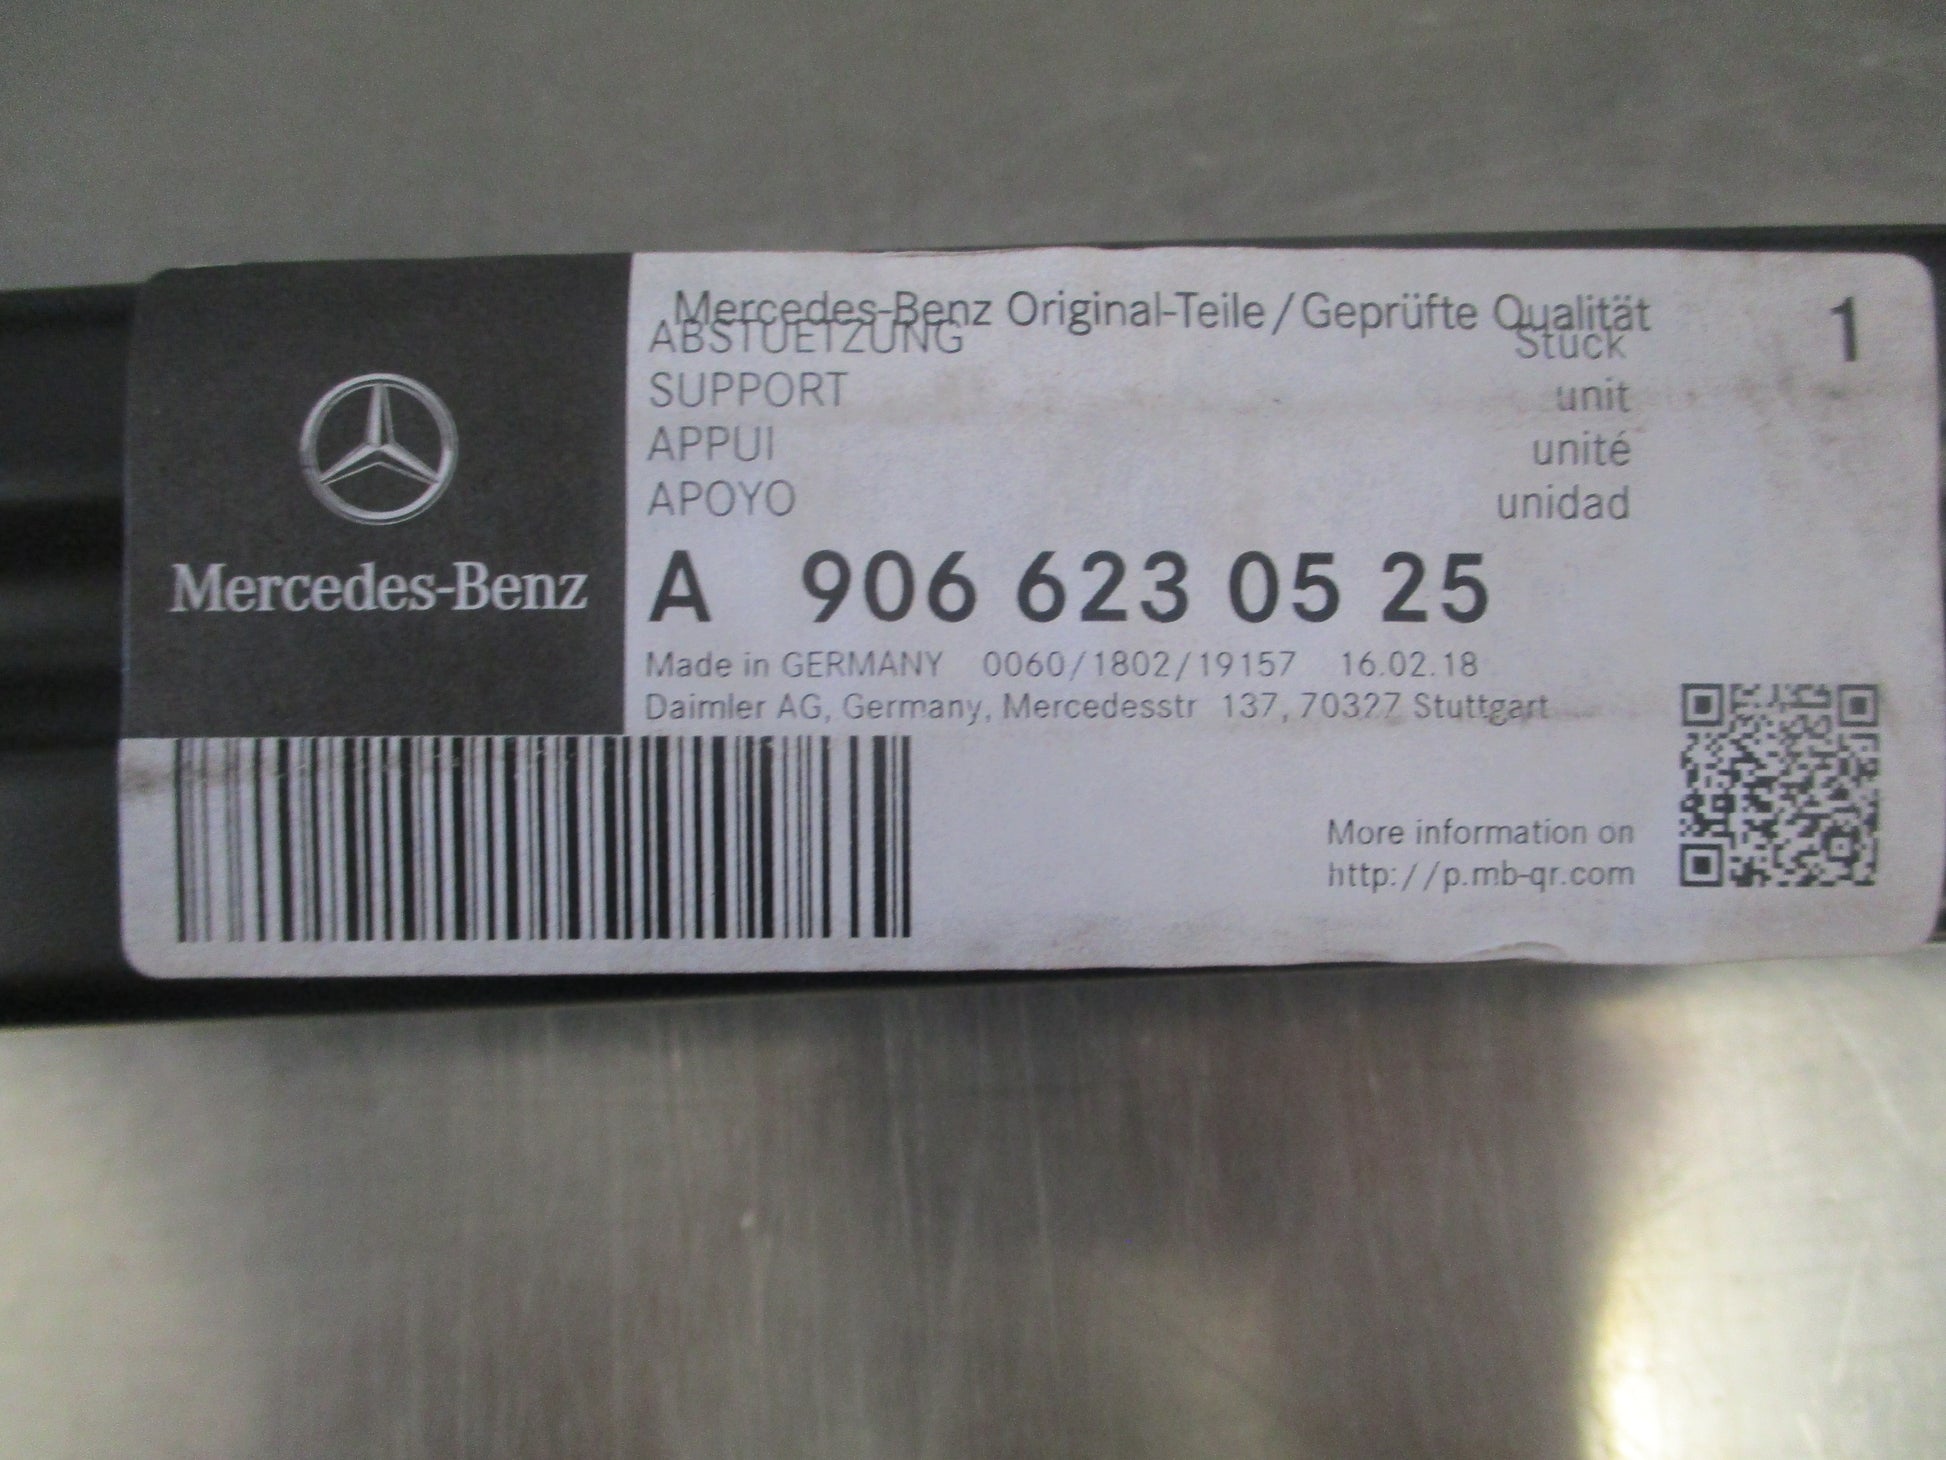 Mercedes-Benz Original-Teile/Geprüfte Qualität
ABSTUETZUNG Stück 1
SUPPORT unit
APPUI unité
APOYO unidad
Mercedes-Benz
A 906 623 05 25
Made in GERMANY 0060/1802/19157 16.02.18
Daimler AG, Germany, Mercedesstr 137, 70327 Stuttgart
More information on
http://p.mb-qr.com